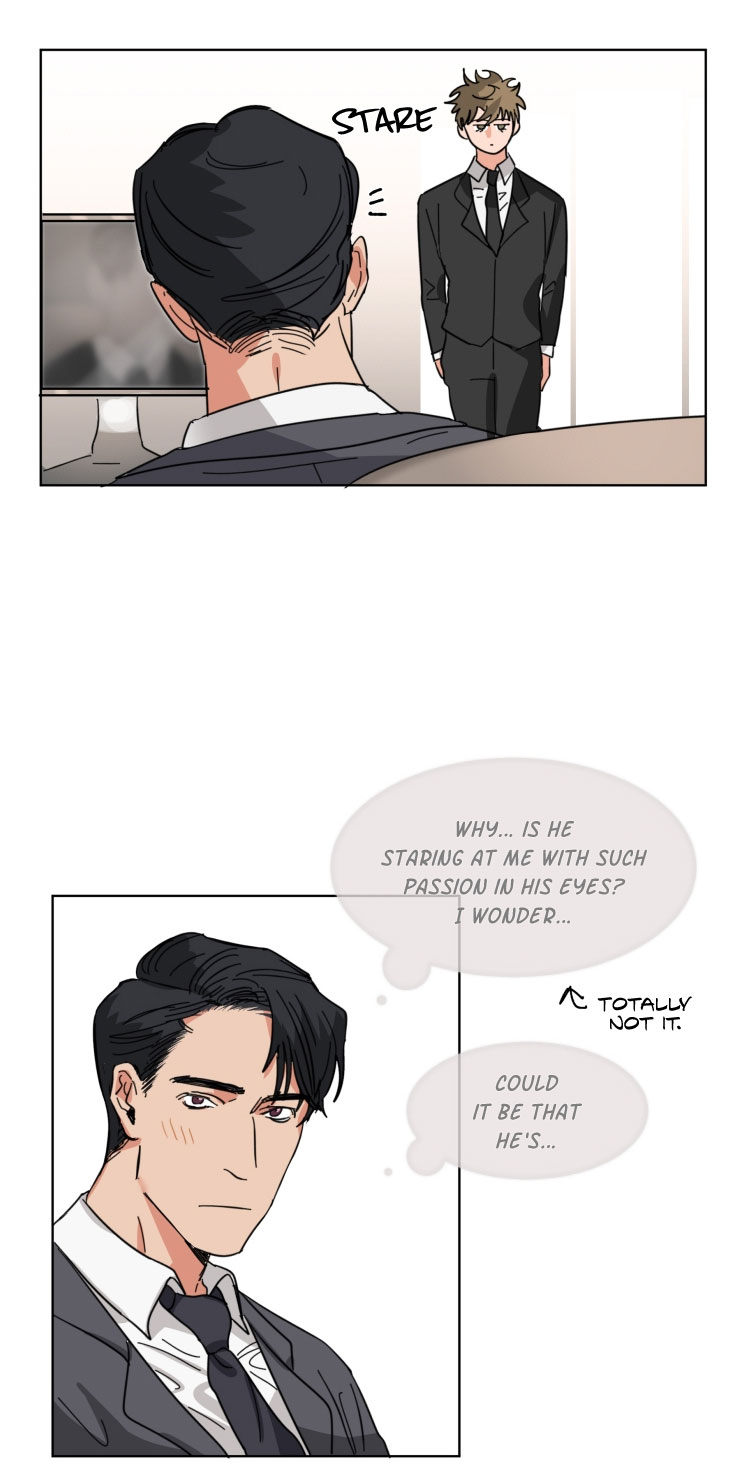 STARE
WHY... IS HE
STARING AT ME WITH SUCH
PASSION IN HIS EYES?
I WONDER...
TOTALLY
NOT IT.
COULD
IT BE THAT
HE'S...